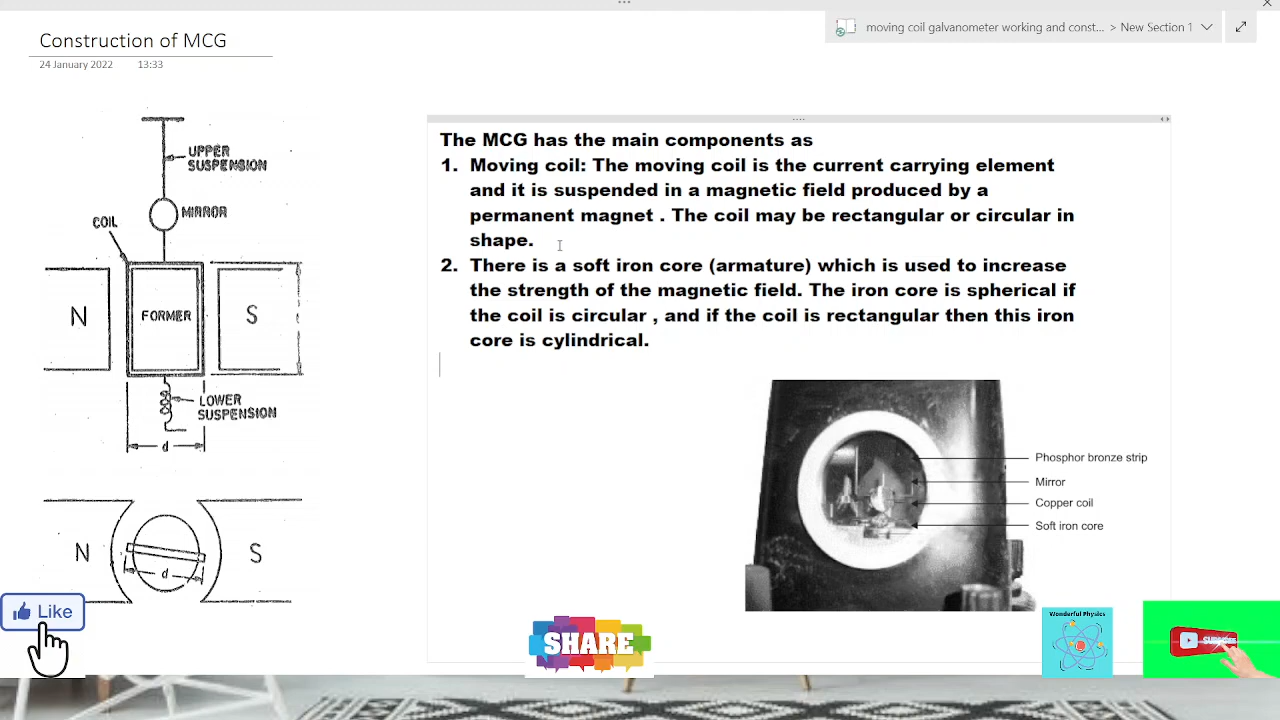 moving coil galvanometer working and const... > New Section 1
Construction of MCG
24 January 2022 13:33
UPPER
SUSPENSION
MIRROR
COIL
N
FORMER
S
LOWER
SUSPENSION
d
N
S
d
The MCG has the main components as
1. Moving coil: The moving coil is the current carrying element
and it is suspended in a magnetic field produced by a
permanent magnet . The coil may be rectangular or circular in
shape.
2. There is a soft iron core (armature) which is used to increase
the strength of the magnetic field. The iron core is spherical if
the coil is circular , and if the coil is rectangular then this iron
core is cylindrical.
Phosphor bronze strip
Mirror
Copper coil
Soft iron core
Like
SHARE
Wonderful Physics